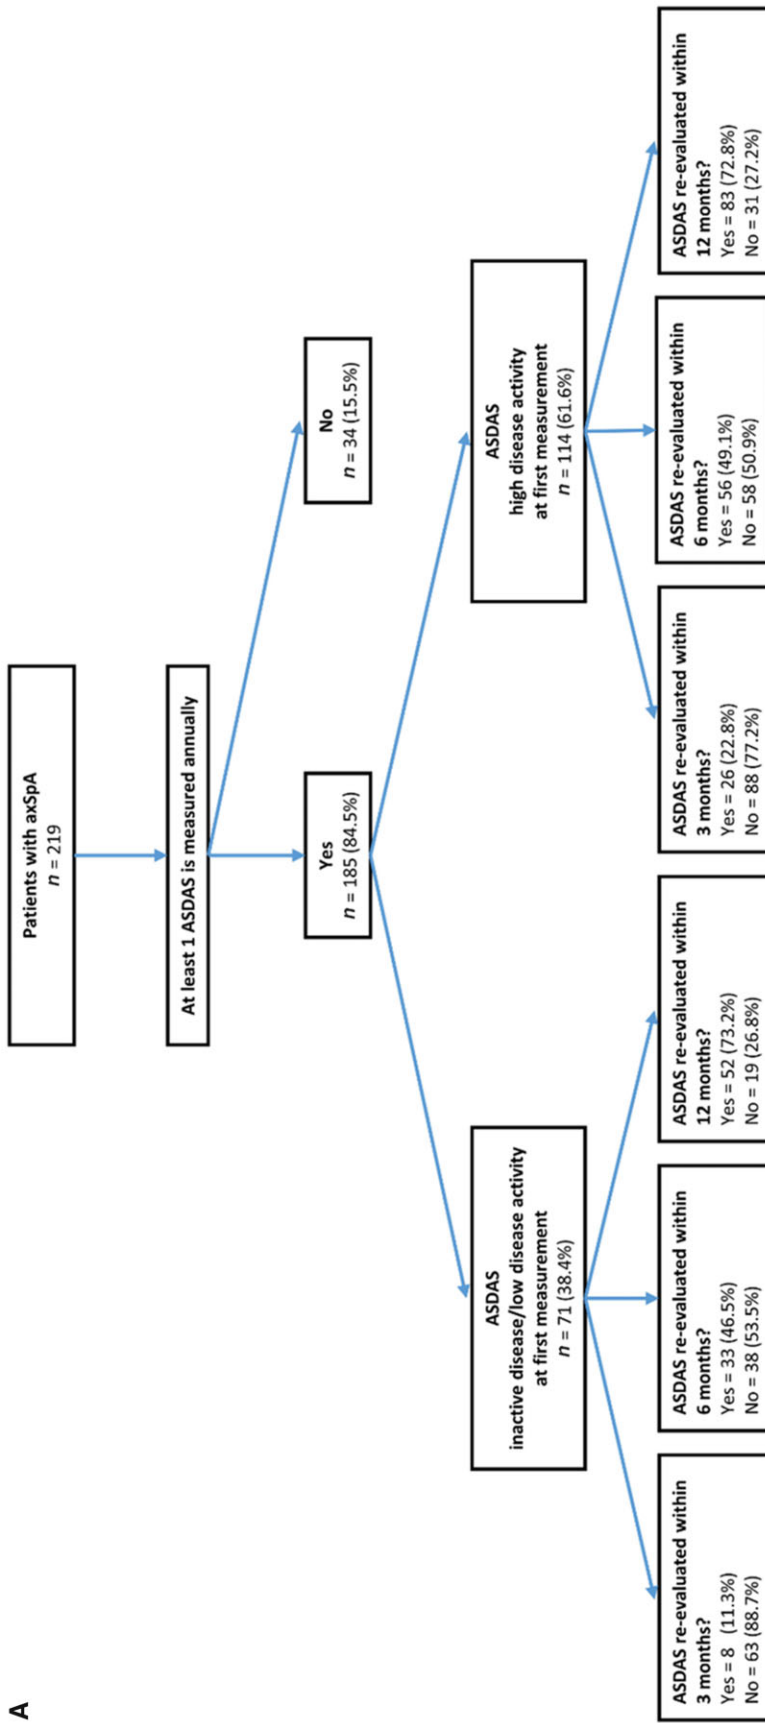 A
Patients with axSpA
n = 219
At least 1 ASDAS is measured annually
Yes
n = 185 (84.5%)
No
n = 34 (15.5%)
ASDAS
inactive disease/low disease activity
at first measurement
n = 71 (38.4%)
ASDAS
high disease activity
at first measurement
n = 114 (61.6%)
ASDAS re-evaluated within
3 months?
Yes = 8 (11.3%)
No = 63 (88.7%)
ASDAS re-evaluated within
6 months?
Yes = 33 (46.5%)
No = 38 (53.5%)
ASDAS re-evaluated within
12 months?
Yes = 52 (73.2%)
No = 19 (26.8%)
ASDAS re-evaluated within
3 months?
Yes = 26 (22.8%)
No = 88 (77.2%)
ASDAS re-evaluated within
6 months?
Yes = 56 (49.1%)
No = 58 (50.9%)
ASDAS re-evaluated within
12 months?
Yes = 83 (72.8%)
No = 31 (27.2%)